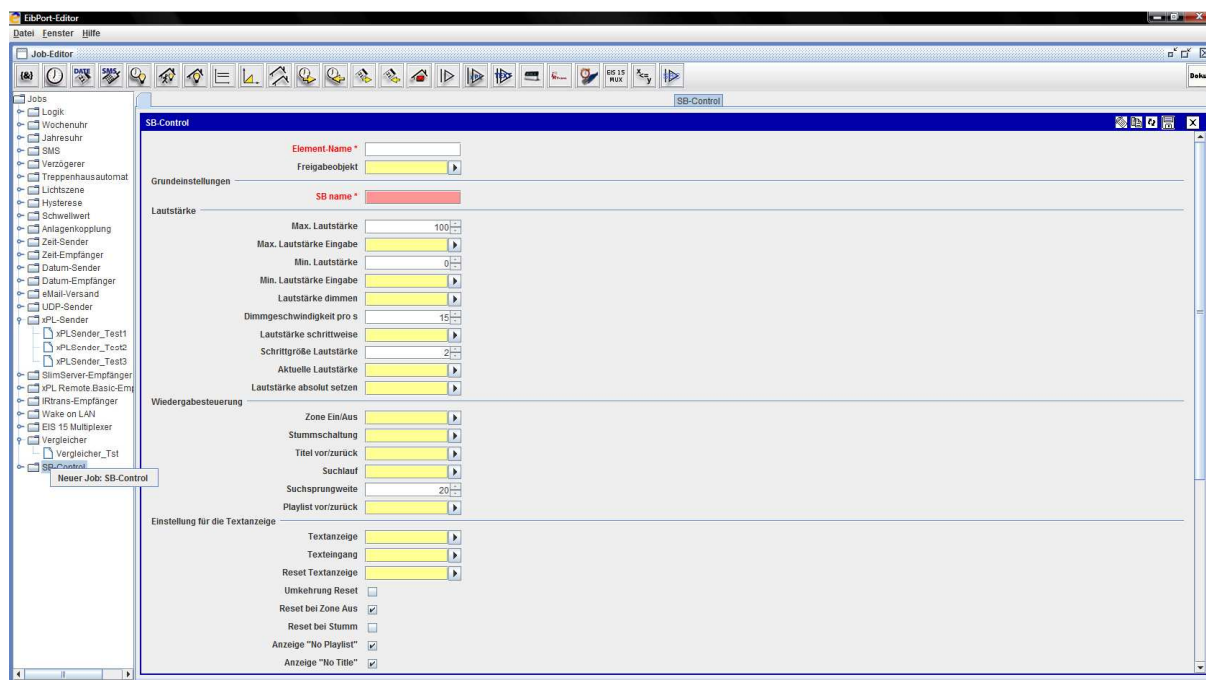 EibPort-Editor
Datei Fenster Hilfe
Job-Editor
{&} DATE SMS EIS 15 MUX x<=y Doku
SB-Control
Jobs
Logik
Wochenuhr
Jahresuhr
SMS
Verzögerer
Treppenhausautomat
Lichtszene
Hysterese
Schwellwert
Anlagenkopplung
Zeit-Sender
Zeit-Empfänger
Datum-Sender
Datum-Empfänger
eMail-Versand
UDP-Sender
xPL-Sender
xPLSender_Test1
xPLSender_Test2
xPLSender_Test3
SlimServer-Empfänger
xPL Remote.Basic-Emp
IRtrans-Empfänger
Wake on LAN
EIS 15 Multiplexer
Vergleicher
Vergleicher_Tst
SB-Control
Neuer Job: SB-Control
SB-Control
Element-Name *
Freigabeobjekt
Grundeinstellungen
SB name *
Lautstärke
Max. Lautstärke 100
Max. Lautstärke Eingabe
Min. Lautstärke 0
Min. Lautstärke Eingabe
Lautstärke dimmen
Dimmgeschwindigkeit pro s 15
Lautstärke schrittweise
Schrittgröße Lautstärke 2
Aktuelle Lautstärke
Lautstärke absolut setzen
Wiedergabesteuerung
Zone Ein/Aus
Stummschaltung
Titel vor/zurück
Suchlauf
Suchsprungweite 20
Playlist vor/zurück
Einstellung für die Textanzeige
Textanzeige
Texteingang
Reset Textanzeige
Umkehrung Reset
Reset bei Zone Aus
Reset bei Stumm
Anzeige "No Playlist"
Anzeige "No Title"